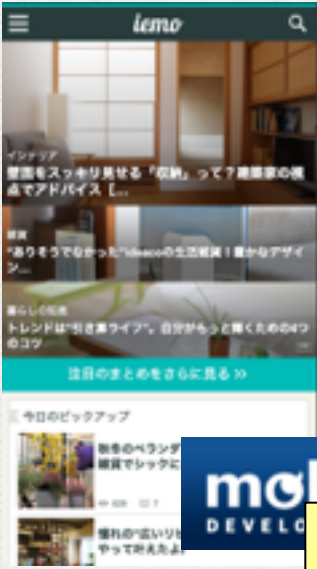 iemo
インテリア
壁面をスッキリ見せる「収納」って？建築家の視
点でアドバイス [...
雑貨
"ありそうでなかった"ideacoの生活雑貨！豊かなデザイ
ン...
暮らしの知恵
トレンドは"引き算ライフ"。自分がもっと輝くための4つ
のコツ
注目のまとめをさらに見る >>
今日のピックアップ
秋冬のベランダ
雑貨でシックに
憧れの"広いリビ
やって叶えたよ
DEVELO